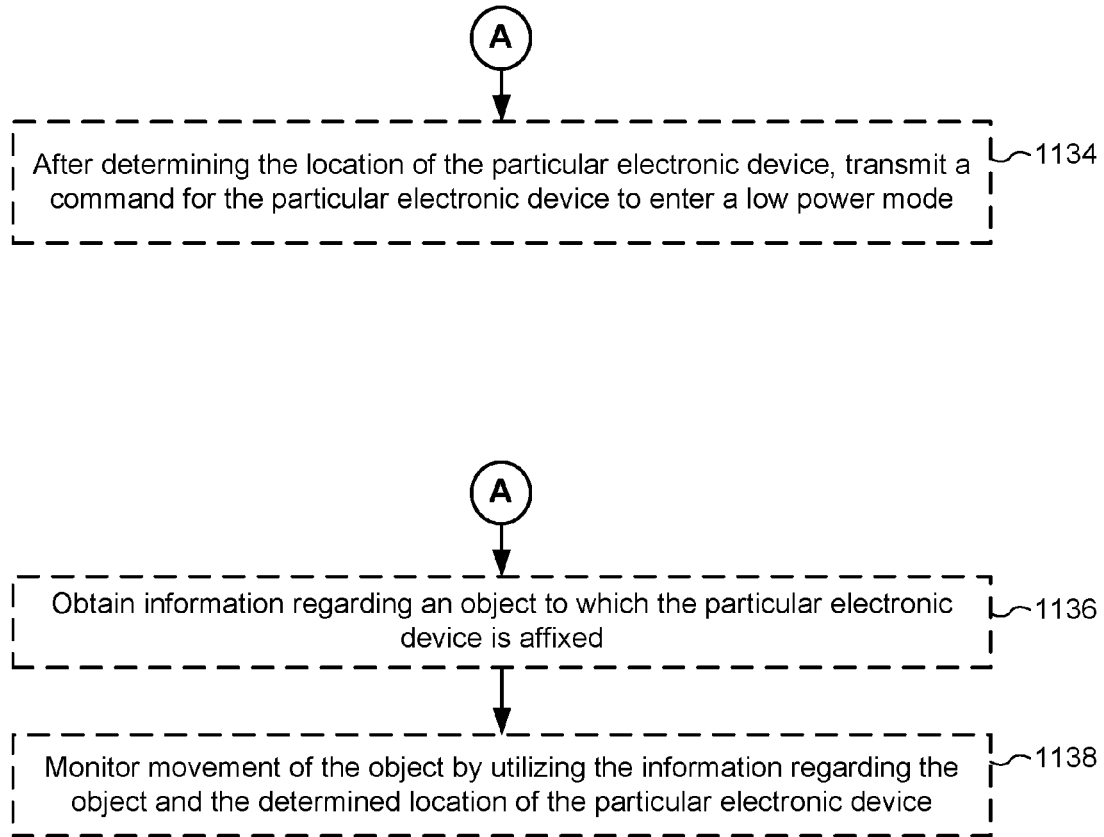 A
After determining the location of the particular electronic device, transmit a
command for the particular electronic device to enter a low power mode
1134
A
Obtain information regarding an object to which the particular electronic
device is affixed
1136
Monitor movement of the object by utilizing the information regarding the
object and the determined location of the particular electronic device
1138